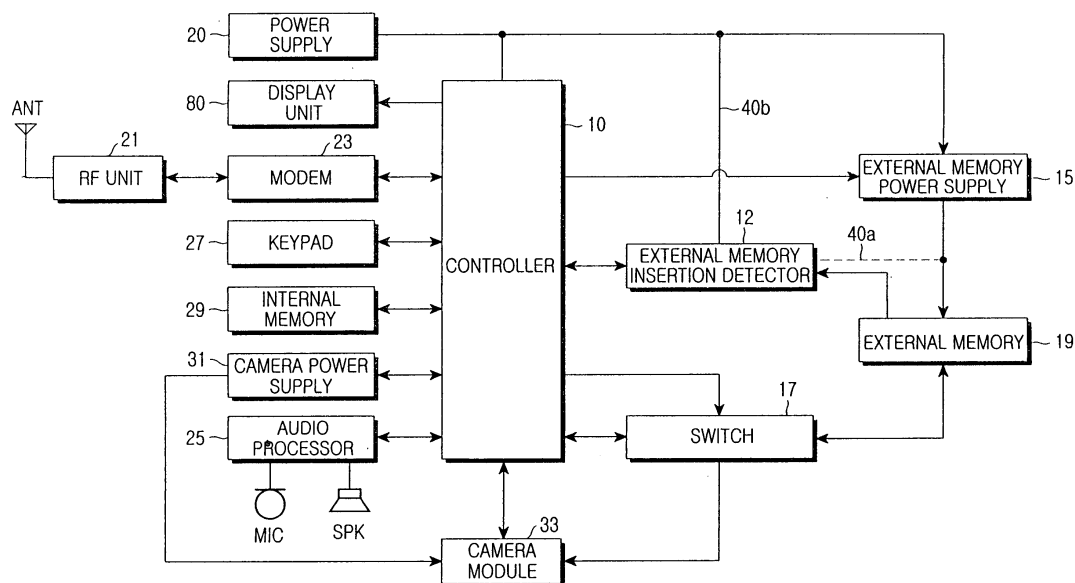 20
POWER
SUPPLY
80
DISPLAY
UNIT
40b
10
ANT
21
RF UNIT
23
MODEM
EXTERNAL MEMORY
POWER SUPPLY
15
27
KEYPAD
CONTROLLER
12
EXTERNAL MEMORY
INSERTION DETECTOR
40a
29
INTERNAL
MEMORY
EXTERNAL MEMORY
19
31
CAMERA POWER
SUPPLY
25
AUDIO
PROCESSOR
17
SWITCH
MIC
SPK
33
CAMERA
MODULE